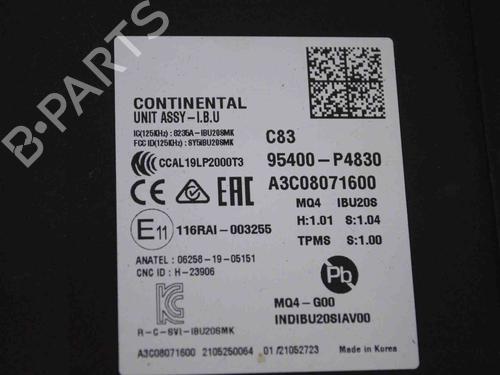 B-PARTS
CONTINENTAL
UNIT ASSY-I.B.U
IC(125KHz) : 8235A-IBU20SMK
FCC ID(125KHz) : SY5IBU20SMK
CCAL19LP2000T3
C83
95400-P4830
A3C08071600
MQ4 IBU20S
H:1.01 S:1.04
TPMS S:1.00
CE EAC
E11 116RAI-003255
ANATEL : 06258-19-05151
CNC ID : H-23906
Pb
R-C-SVI-IBU20SMK
MQ4-G00
INDIBU20SIAV00
A3C08071600 2105250064 01/21052723 Made in Korea